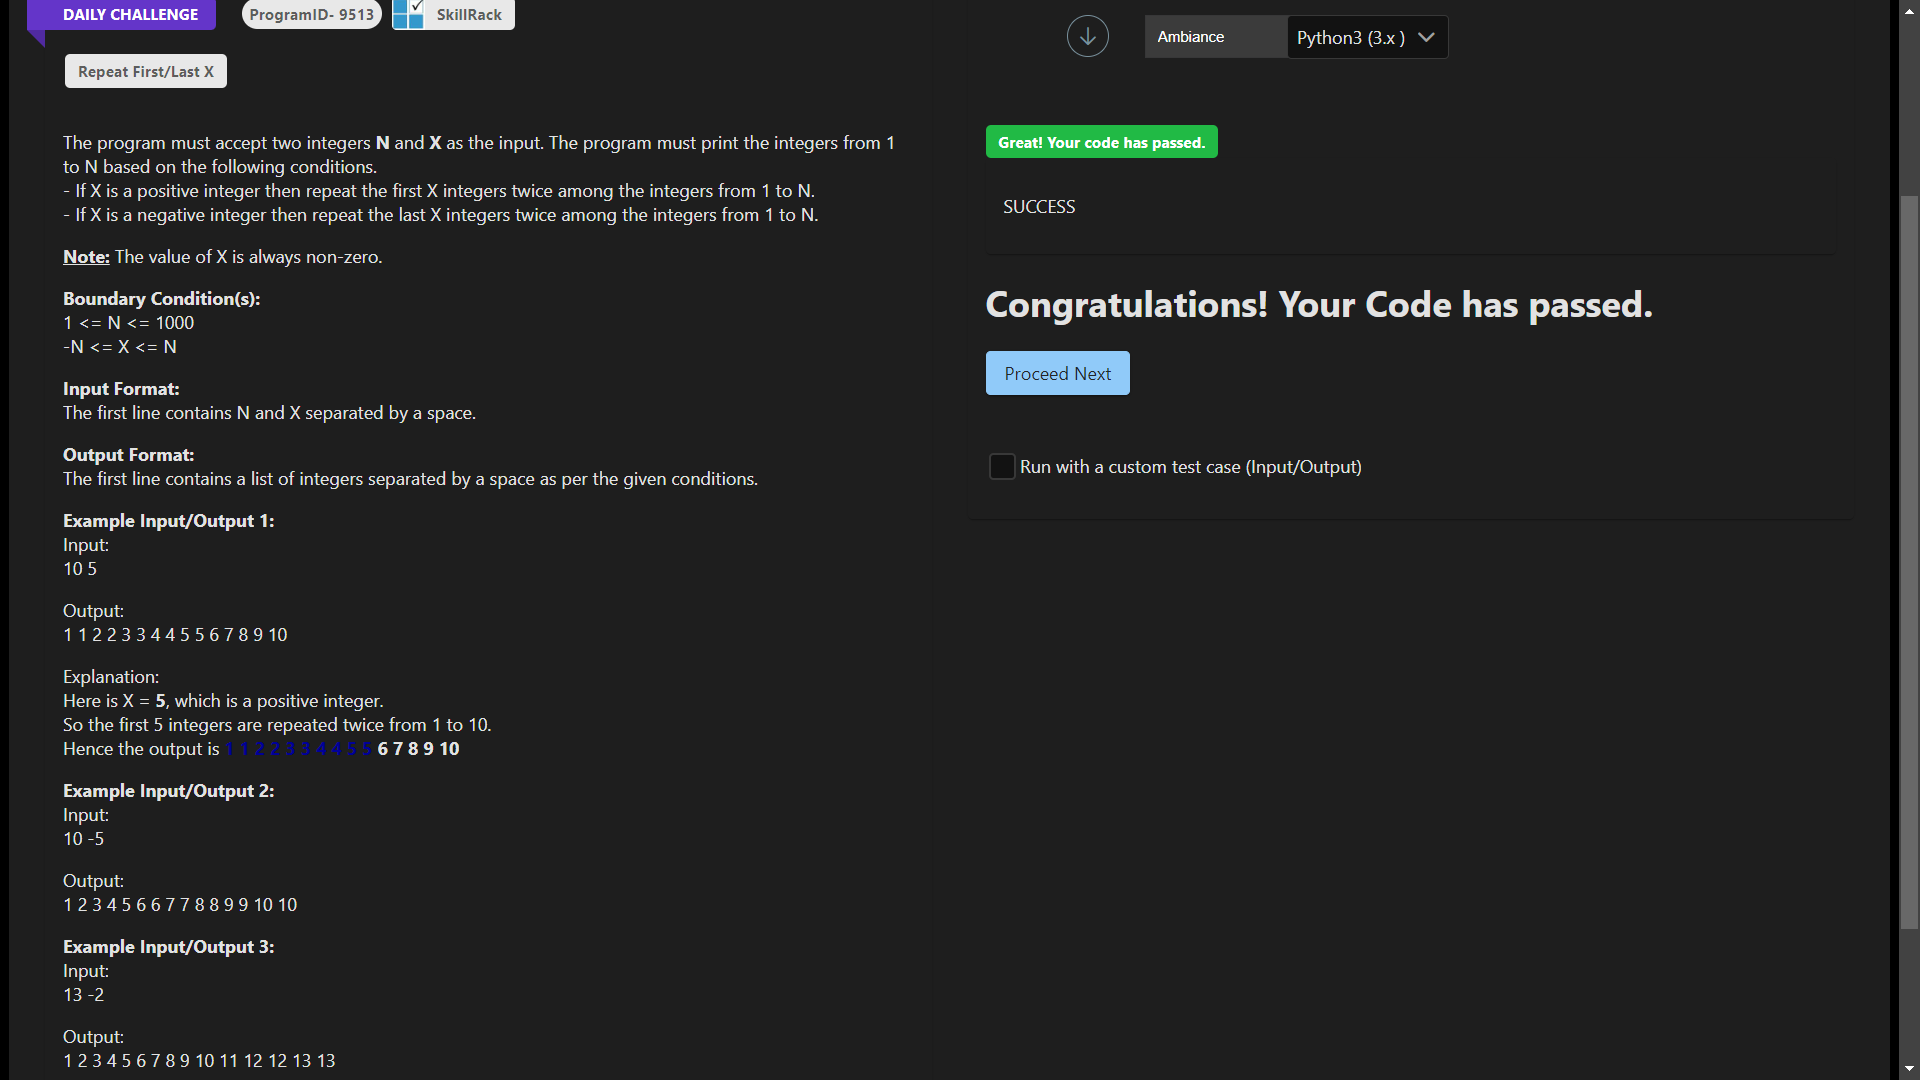 DAILY CHALLENGE
ProgramID- 9513
SkillRack
Repeat First/Last X
The program must accept two integers N and X as the input. The program must print the integers from 1
to N based on the following conditions.
- If X is a positive integer then repeat the first X integers twice among the integers from 1 to N.
- If X is a negative integer then repeat the last X integers twice among the integers from 1 to N.
Note: The value of X is always non-zero.
Boundary Condition(s):
1 <= N <= 1000
-N <= X <= N
Input Format:
The first line contains N and X separated by a space.
Output Format:
The first line contains a list of integers separated by a space as per the given conditions.
Example Input/Output 1:
Input:
10 5
Output:
1 1 2 2 3 3 4 4 5 5 6 7 8 9 10
Explanation:
Here is X = 5, which is a positive integer.
So the first 5 integers are repeated twice from 1 to 10.
Hence the output is 1 1 2 2 3 3 4 4 5 5 6 7 8 9 10
Example Input/Output 2:
Input:
10 -5
Output:
1 2 3 4 5 6 6 7 7 8 8 9 9 10 10
Example Input/Output 3:
Input:
13 -2
Output:
1 2 3 4 5 6 7 8 9 10 11 12 12 13 13
Ambiance
Python3 (3.x )
Great! Your code has passed.
SUCCESS
Congratulations! Your Code has passed.
Proceed Next
Run with a custom test case (Input/Output)